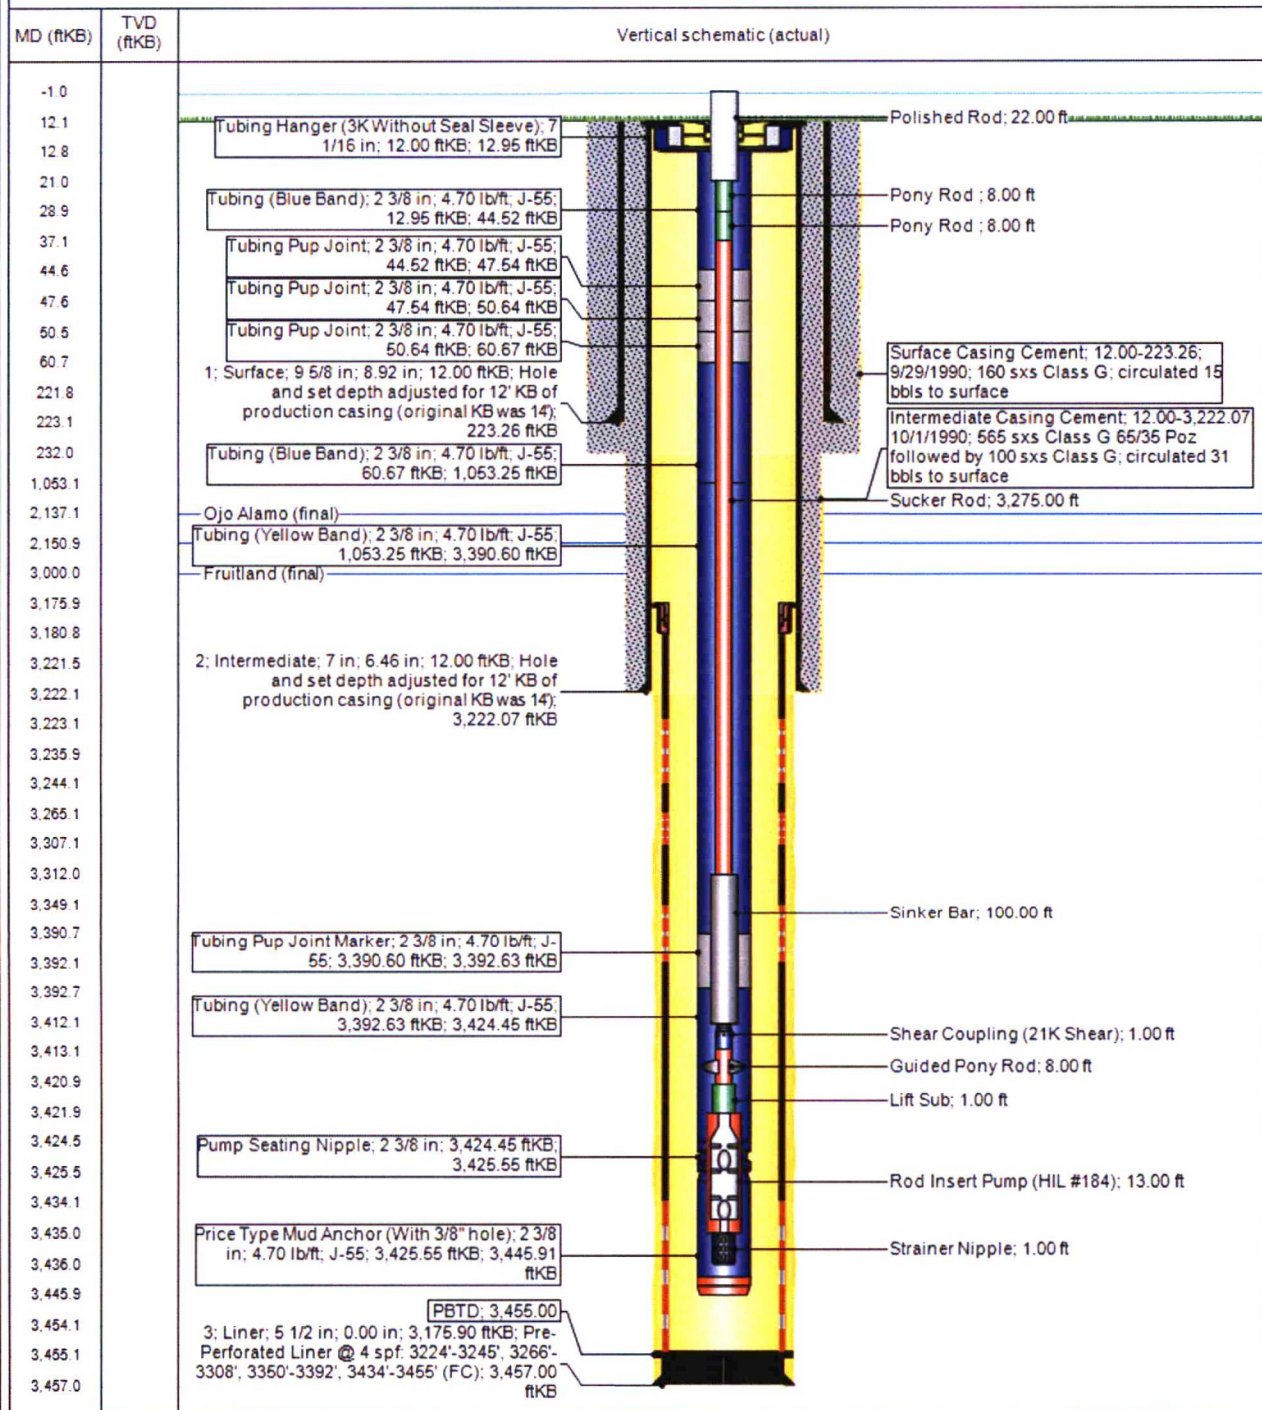 MD (ftKB)
TVD
(ftKB)
Vertical schematic (actual)
-1.0
12.1
12.8
21.0
28.9
37.1
44.6
47.6
50.5
60.7
221.8
223.1
232.0
1,053.1
2,137.1
2,150.9
3,000.0
3,175.9
3,180.8
3,221.5
3,222.1
3,223.1
3,235.9
3,244.1
3,265.1
3,307.1
3,312.0
3,349.1
3,390.7
3,392.1
3,392.7
3,412.1
3,413.1
3,420.9
3,421.9
3,424.5
3,425.5
3,434.1
3,435.0
3,436.0
3,445.9
3,454.1
3,455.1
3,457.0
Tubing Hanger (3K Without Seal Sleeve); 7
1/16 in; 12.00 ftKB; 12.95 ftKB
Tubing (Blue Band); 2 3/8 in; 4.70 lb/ft; J-55;
12.95 ftKB; 44.52 ftKB
Tubing Pup Joint; 2 3/8 in; 4.70 lb/ft; J-55;
44.52 ftKB; 47.54 ftKB
Tubing Pup Joint; 2 3/8 in; 4.70 lb/ft; J-55;
47.54 ftKB; 50.64 ftKB
Tubing Pup Joint; 2 3/8 in; 4.70 lb/ft; J-55;
50.64 ftKB; 60.67 ftKB
1; Surface; 9 5/8 in; 8.92 in; 12.00 ftKB; Hole
and set depth adjusted for 12' KB of
production casing (original KB was 14');
223.26 ftKB
Tubing (Blue Band); 2 3/8 in; 4.70 lb/ft; J-55;
60.67 ftKB; 1,053.25 ftKB
Ojo Alamo (final)
Tubing (Yellow Band); 2 3/8 in; 4.70 lb/ft; J-55;
1,053.25 ftKB; 3,390.60 ftKB
Fruitland (final)
2; Intermediate; 7 in; 6.46 in; 12.00 ftKB; Hole
and set depth adjusted for 12' KB of
production casing (original KB was 14');
3,222.07 ftKB
Tubing Pup Joint Marker; 2 3/8 in; 4.70 lb/ft; J-
55; 3,390.60 ftKB; 3,392.63 ftKB
Tubing (Yellow Band); 2 3/8 in; 4.70 lb/ft; J-55;
3,392.63 ftKB; 3,424.45 ftKB
Pump Seating Nipple; 2 3/8 in; 3,424.45 ftKB;
3,425.55 ftKB
Price Type Mud Anchor (With 3/8" hole); 2 3/8
in; 4.70 lb/ft; J-55; 3,425.55 ftKB; 3,445.91
ftKB
PBTD; 3,455.00
3; Liner; 5 1/2 in; 0.00 in; 3,175.90 ftKB; Pre-
Perforated Liner @ 4 spf: 3224'-3245', 3266'-
3308', 3350'-3392', 3434'-3455' (FC); 3,457.00
ftKB
Polished Rod; 22.00 ft
Pony Rod ; 8.00 ft
Pony Rod ; 8.00 ft
Surface Casing Cement; 12.00-223.26;
9/29/1990; 160 sxs Class G; circulated 15
bbls to surface
Intermediate Casing Cement; 12.00-3,222.07
10/1/1990; 565 sxs Class G 65/35 Poz
followed by 100 sxs Class G; circulated 31
bbls to surface
Sucker Rod; 3,275.00 ft
Sinker Bar; 100.00 ft
Shear Coupling (21K Shear); 1.00 ft
Guided Pony Rod; 8.00 ft
Lift Sub; 1.00 ft
Rod Insert Pump (HIL #184); 13.00 ft
Strainer Nipple; 1.00 ft